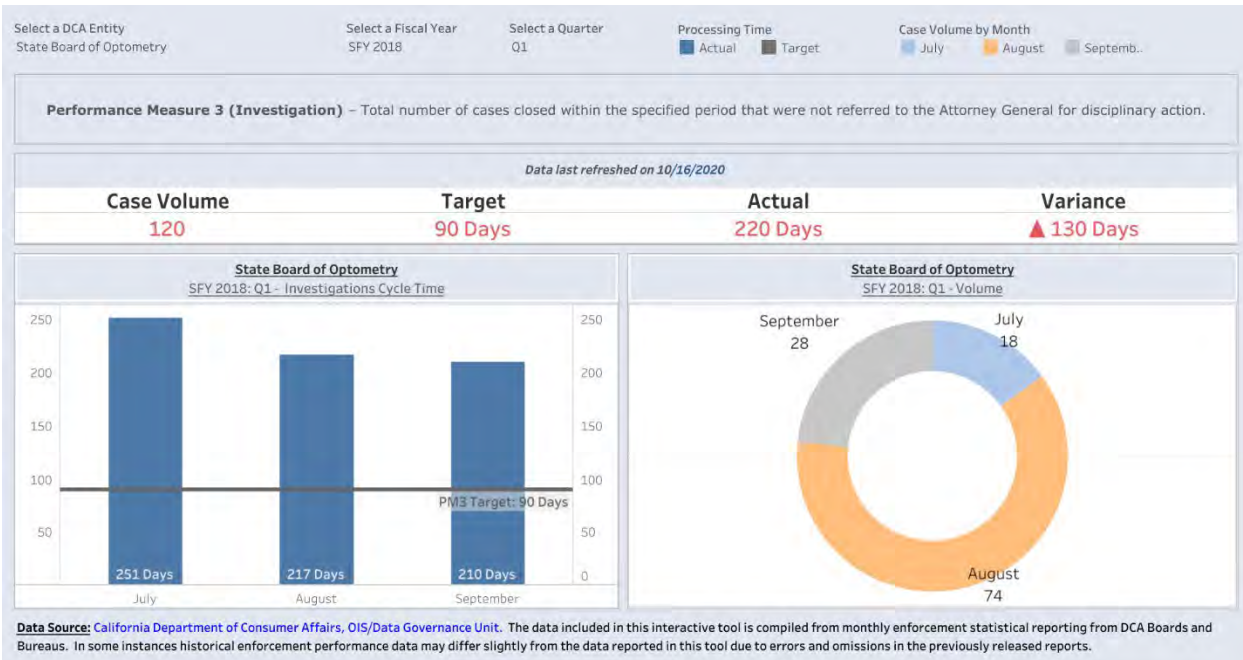 Select a DCA Entity
State Board of Optometry
Select a Fiscal Year
SFY 2018
Select a Quarter
Q1
Processing Time
Actual
Target
Case Volume by Month
July
August
Septemb..
Performance Measure 3 (Investigation) – Total number of cases closed within the specified period that were not referred to the Attorney General for disciplinary action.
Data last refreshed on 10/16/2020
Case Volume
Target
Actual
Variance
120
90 Days
220 Days
▲ 130 Days
State Board of Optometry
SFY 2018: Q1 - Investigations Cycle Time
250
200
150
100
50
250
200
150
100
50
0
PM3 Target: 90 Days
251 Days
217 Days
210 Days
July
August
September
State Board of Optometry
SFY 2018: Q1 - Volume
September
28
July
18
August
74
Data Source: California Department of Consumer Affairs, OIS/Data Governance Unit. The data included in this interactive tool is compiled from monthly enforcement statistical reporting from DCA Boards and
Bureaus. In some instances historical enforcement performance data may differ slightly from the data reported in this tool due to errors and omissions in the previously released reports.